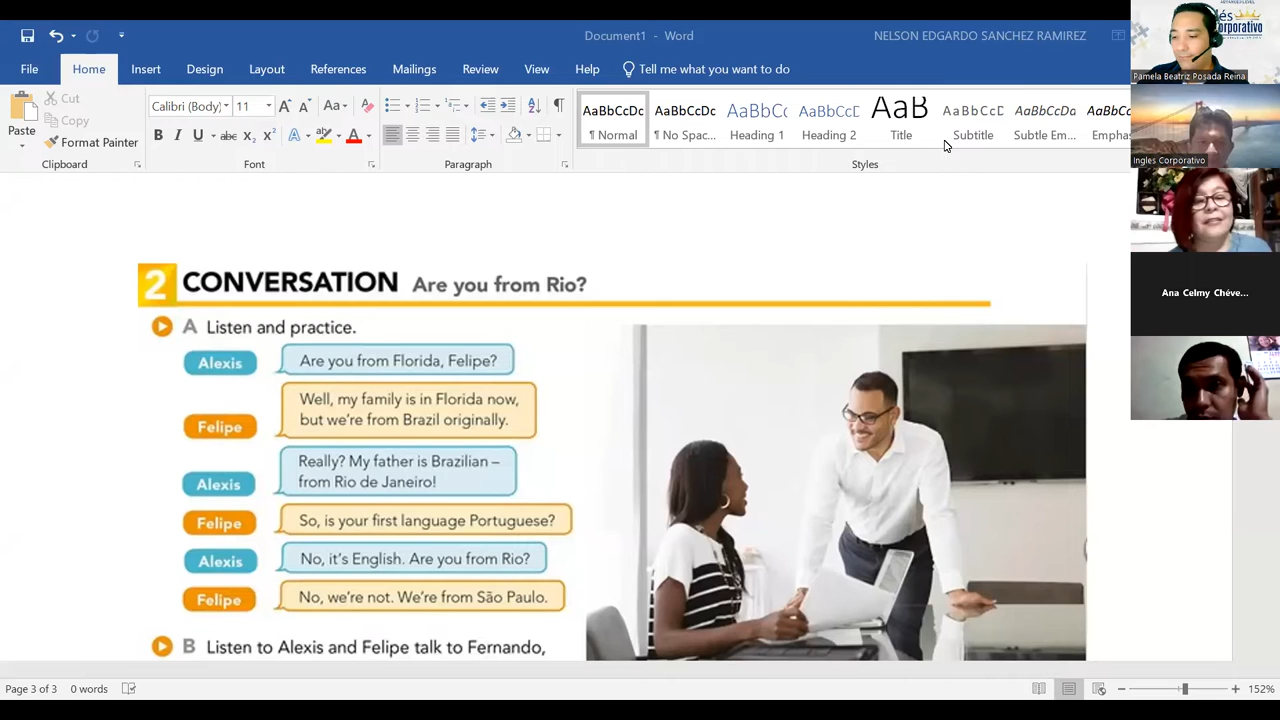 Document1 - Word
NELSON EDGARDO SANCHEZ RAMIREZ
File Home Insert Design Layout References Mailings Review View Help Tell me what you want to do
Paste
Cut
Copy
Format Painter
Clipboard
Calibri (Body) 11
Font
Paragraph
AaBbCcDc AaBbCcDc AaBbC AaBbCcE AaB AaBbCcD AaBbCcDc
¶ Normal ¶ No Spac... Heading 1 Heading 2 Title Subtitle Subtle Em...
Styles
Pamela Beatriz Posada Reina
Ingles Corporativo
Ana Celmy Chéve...
2 CONVERSATION Are you from Rio?
A Listen and practice.
Alexis Are you from Florida, Felipe?
Felipe Well, my family is in Florida now,
but we're from Brazil originally.
Alexis Really? My father is Brazilian –
from Rio de Janeiro!
Felipe So, is your first language Portuguese?
Alexis No, it's English. Are you from Rio?
Felipe No, we're not. We're from São Paulo.
B Listen to Alexis and Felipe talk to Fernando,
Page 3 of 3 0 words
152%